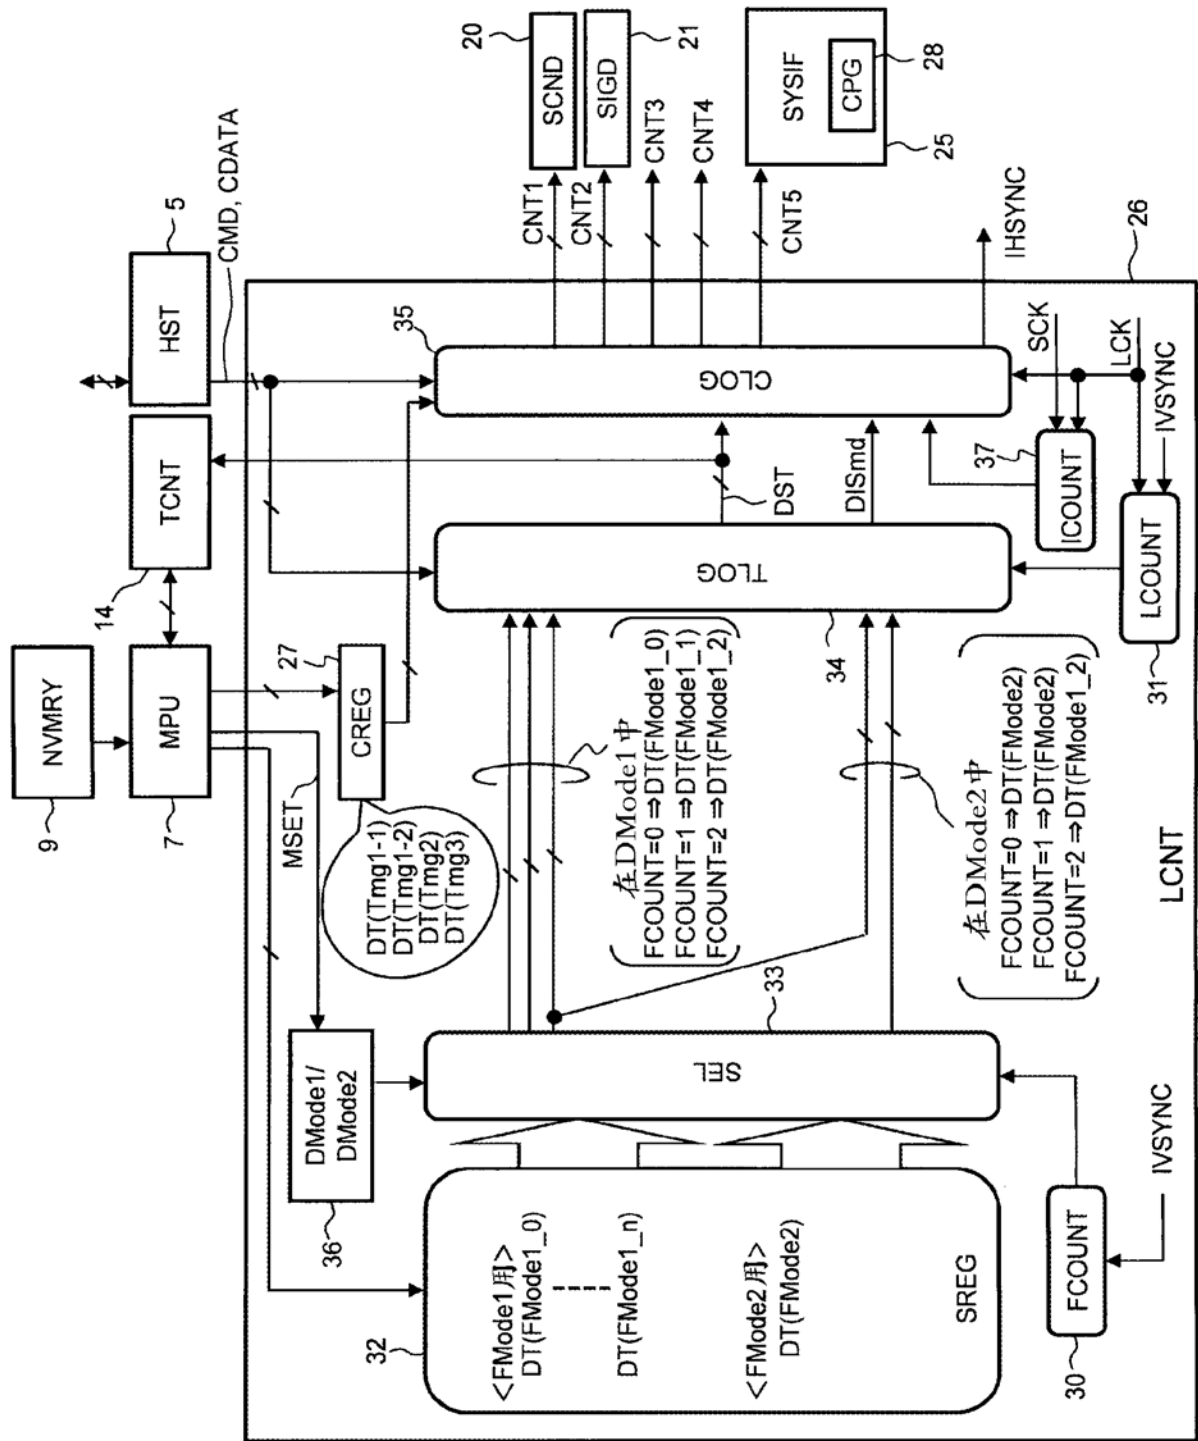 NVMRY
9
MPU
7
TCNT
14
HST
5
CMD, CDATA
MSET
CREG
27
DT(Tmg1-1)
DT(Tmg1-2)
DT(Tmg2)
DT(Tmg3)
DMode1/
DMode2
36
32
<FMode1用>
DT(FMode1_0)
DT(FMode1_n)
<FMode2用>
DT(FMode2)
SREG
SEL
33
在DMode1中
FCOUNT=0⇒DT(FMode1_0)
FCOUNT=1⇒DT(FMode1_1)
FCOUNT=2⇒DT(FMode1_2)
在DMode2中
FCOUNT=0⇒DT(FMode2)
FCOUNT=1⇒DT(FMode2)
FCOUNT=2⇒DT(FMode1_2)
TLOG
34
DST
DISmd
CLOG
35
CNT1
CNT2
CNT3
CNT4
CNT5
SCND
20
SIGD
21
SYSIF
CPG
28
25
IHSYNC
26
SCK
LCK
IVSYNC
ICOUNT
37
LCOUNT
31
FCOUNT
30
IVSYNC
LCNT